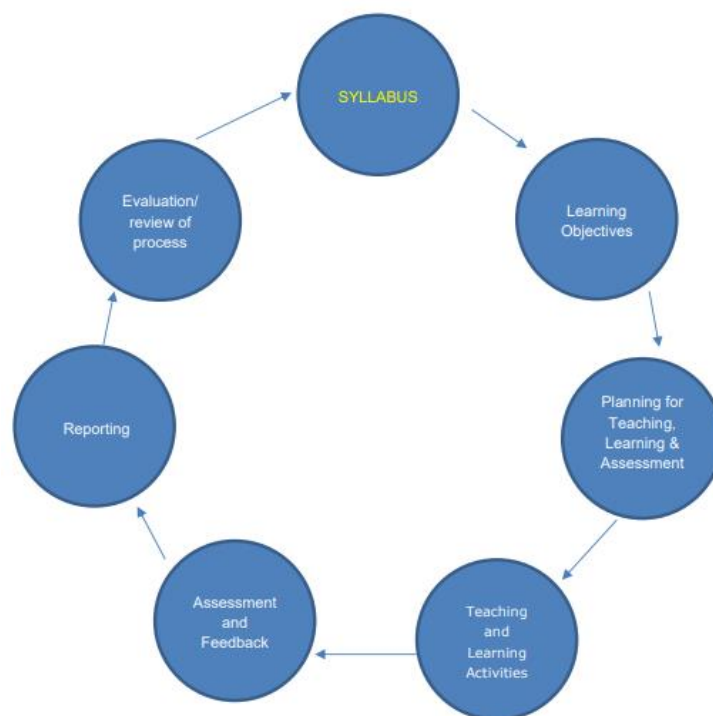 SYLLABUS
Learning
Objectives
Planning for
Teaching,
Learning &
Assessment
Teaching
and
Learning
Activities
Assessment
and
Feedback
Reporting
Evaluation/
review of
process